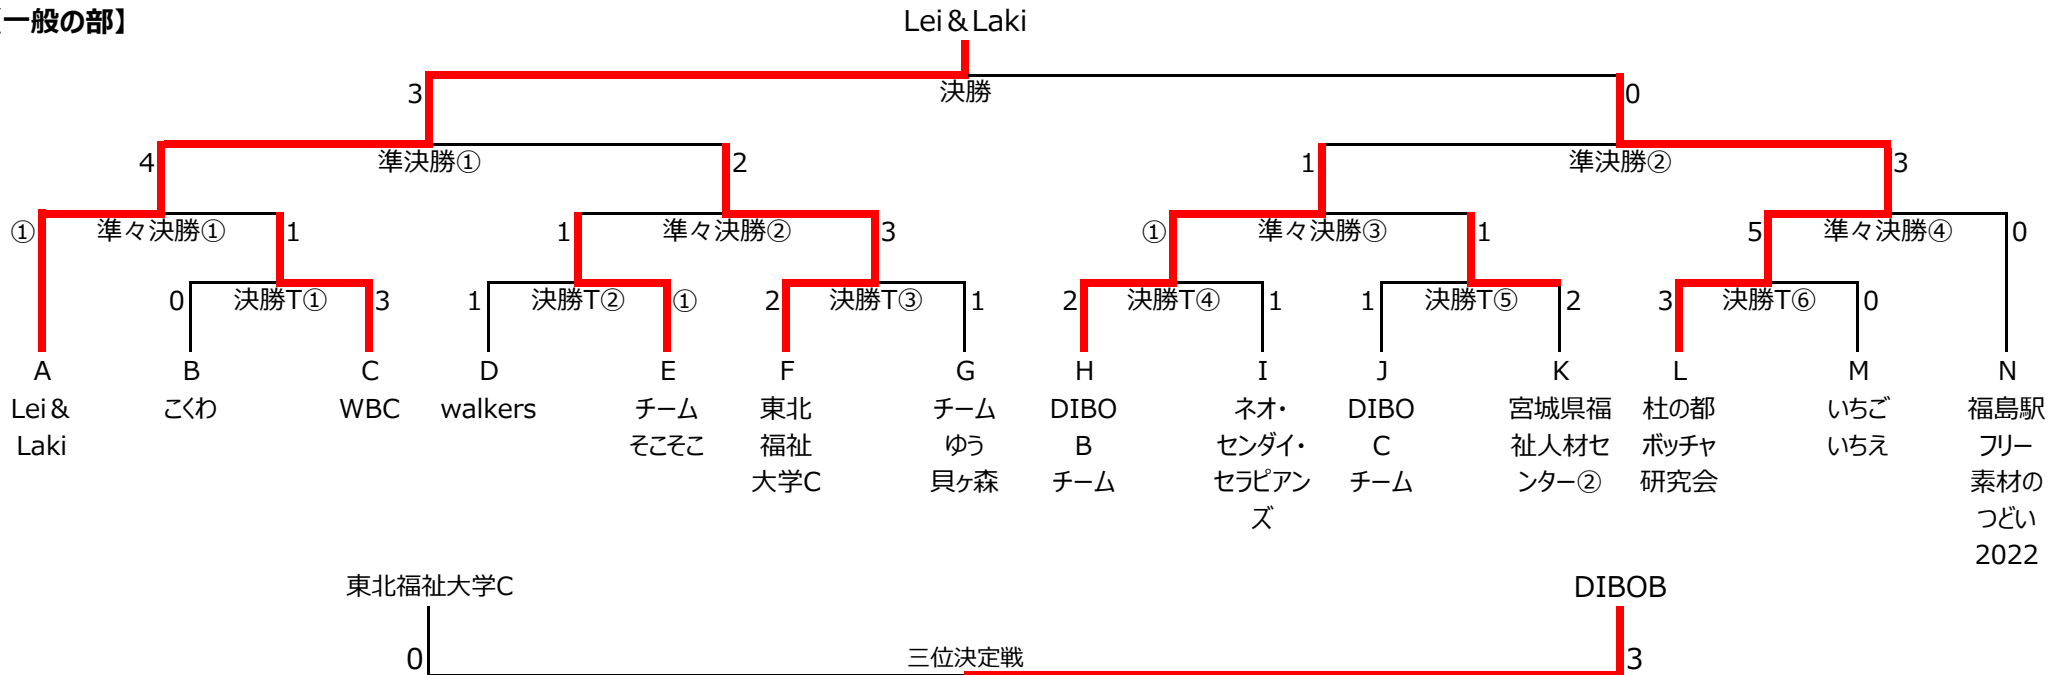 【一般の部】
Lei＆Laki
3 決勝 0
4 準決勝① 2 1 準決勝② 3
① 準々決勝① 1 1 準々決勝② 3 ① 準々決勝③ 1 5 準々決勝④ 0
0 決勝T① 3 1 決勝T② ① 2 決勝T③ 1 2 決勝T④ 1 1 決勝T⑤ 2 3 決勝T⑥ 0
A B C D E F G H I J K L M N
Lei＆ こくわ WBC walkers チーム 東北 チーム DIBO ネオ・ DIBO 宮城県福 杜の都 いちご 福島駅
Laki そこそこ 福祉 ゆう B センダイ・ C 祉人材セ ボッチャ いちえ フリー
大学C 貝ヶ森 チーム セラピアン チーム ンター② 研究会 素材の
ズ つどい
2022
東北福祉大学C DIBOB
0 三位決定戦 3